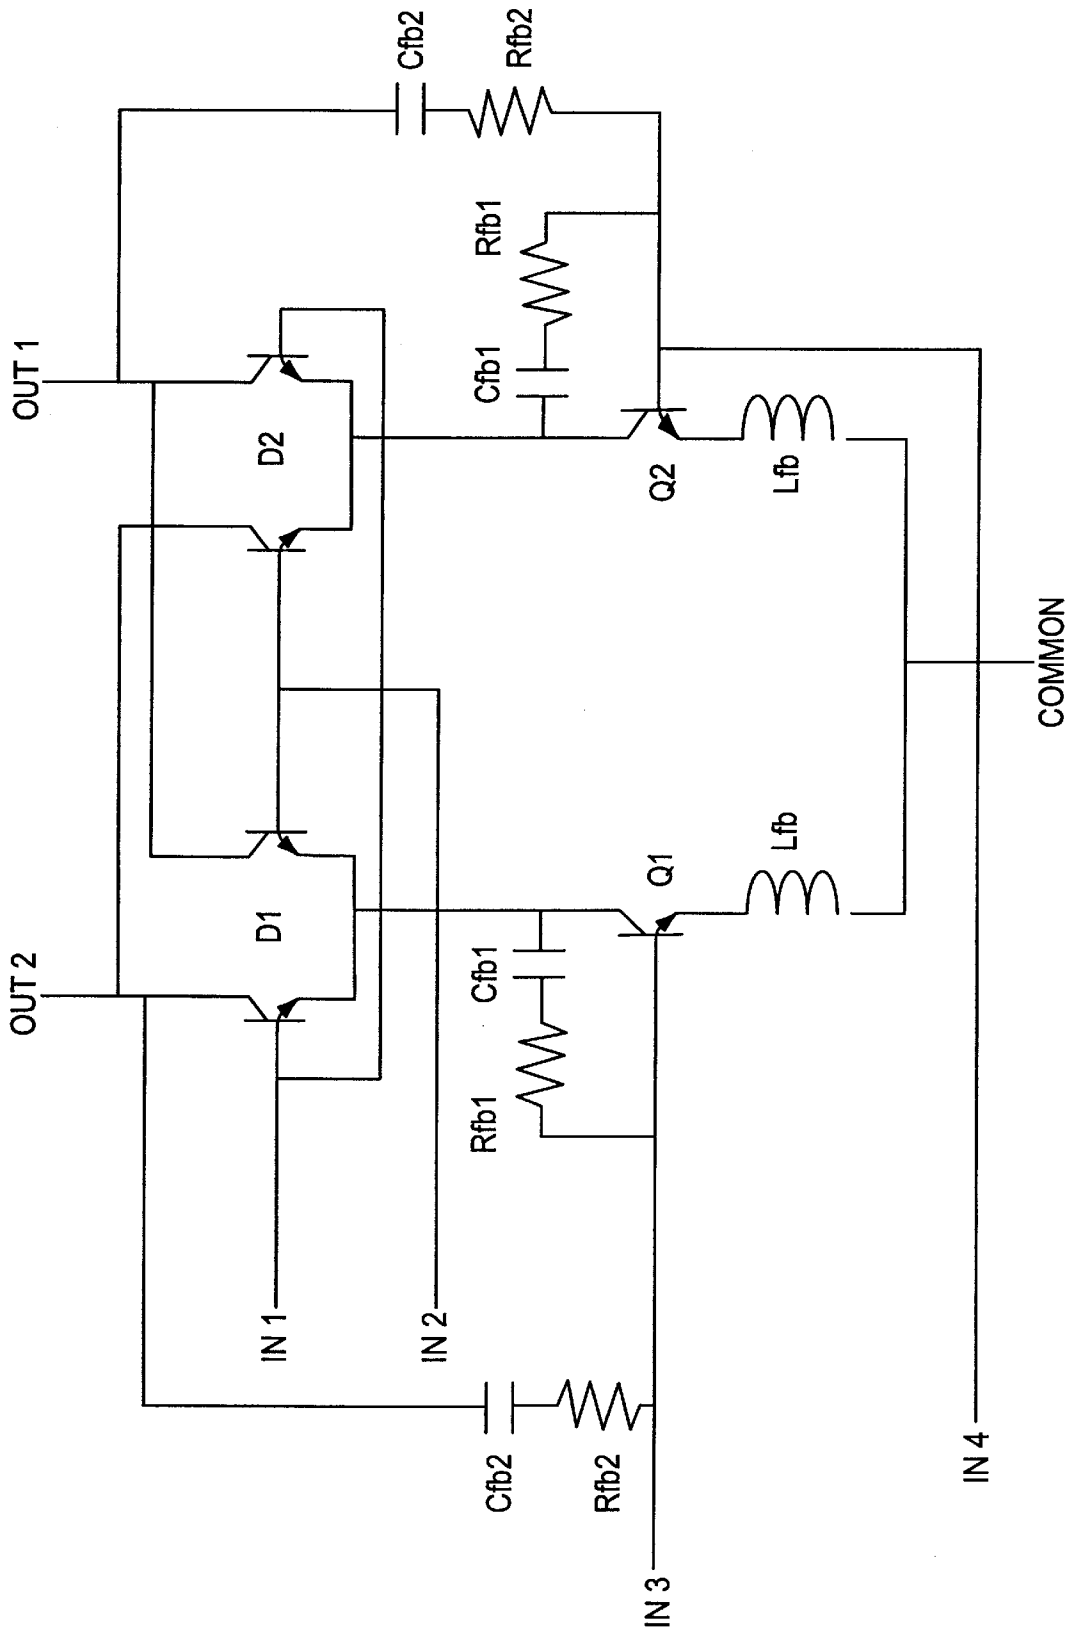 OUT 2
OUT 1
Cfb2
Rfb2
D1
D2
IN 1
IN 2
Rfb1
Cfb1
Cfb1
Rfb1
Cfb2
Rfb2
Q1
Q2
IN 3
Lfb
Lfb
IN 4
COMMON